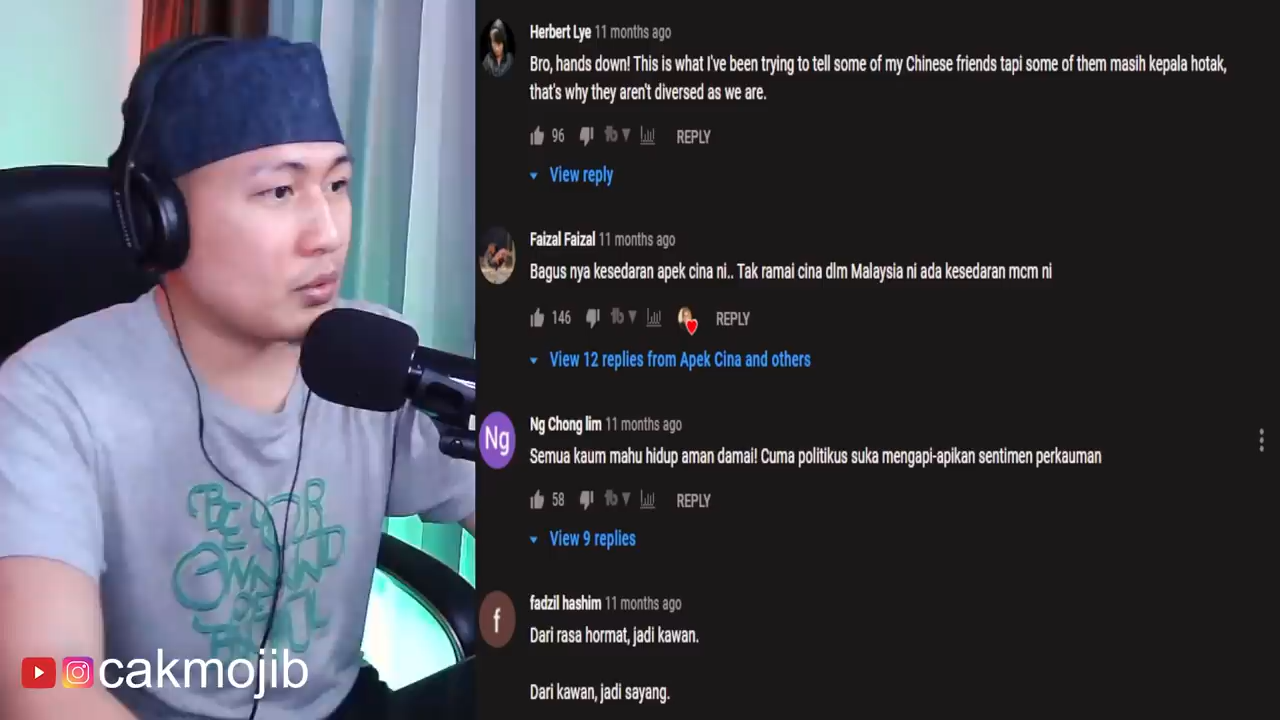 Herbert Lye 11 months ago
Bro, hands down! This is what I've been trying to tell some of my Chinese friends tapi some of them masih kepala hotak,
that's why they aren't diversed as we are.
96 REPLY
View reply
Faizal Faizal 11 months ago
Bagus nya kesedaran apek cina ni.. Tak ramai cina dlm Malaysia ni ada kesedaran mcm ni
146 REPLY
View 12 replies from Apek Cina and others
Ng
Ng Chong lim 11 months ago
Semua kaum mahu hidup aman damai! Cuma politikus suka mengapi-apikan sentimen perkauman
58 REPLY
View 9 replies
f
fadzil hashim 11 months ago
Dari rasa hormat, jadi kawan.
Dari kawan, jadi sayang.
BE YOUR
OWN
cakmojib